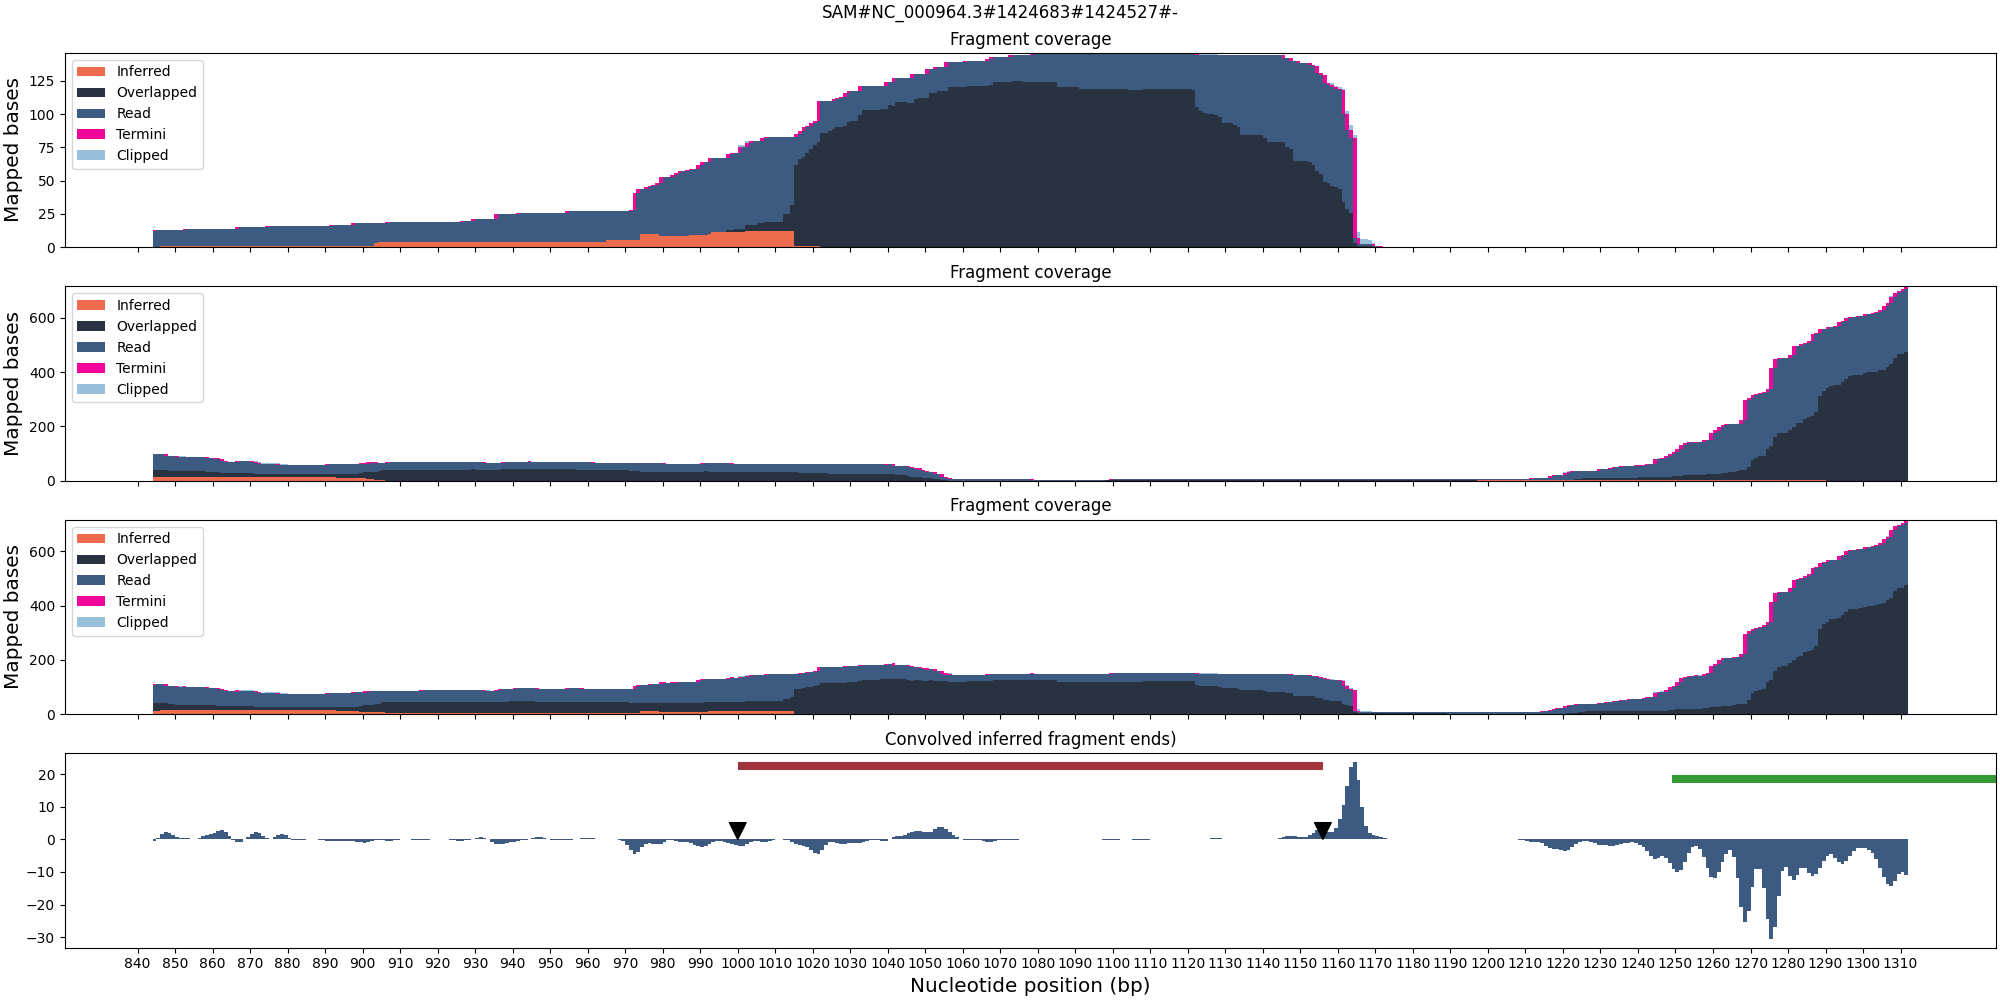 SAM#NC_000964.3#1424683#1424527#-
Fragment coverage
Mapped bases
125
100
75
50
25
0
Inferred
Overlapped
Read
Termini
Clipped
Fragment coverage
Mapped bases
600
400
200
0
Inferred
Overlapped
Read
Termini
Clipped
Fragment coverage
Mapped bases
600
400
200
0
Inferred
Overlapped
Read
Termini
Clipped
Convolved inferred fragment ends)
20
10
0
−10
−20
−30
840 850 860 870 880 890 900 910 920 930 940 950 960 970 980 990 1000 1010 1020 1030 1040 1050 1060 1070 1080 1090 1100 1110 1120 1130 1140 1150 1160 1170 1180 1190 1200 1210 1220 1230 1240 1250 1260 1270 1280 1290 1300 1310
Nucleotide position (bp)